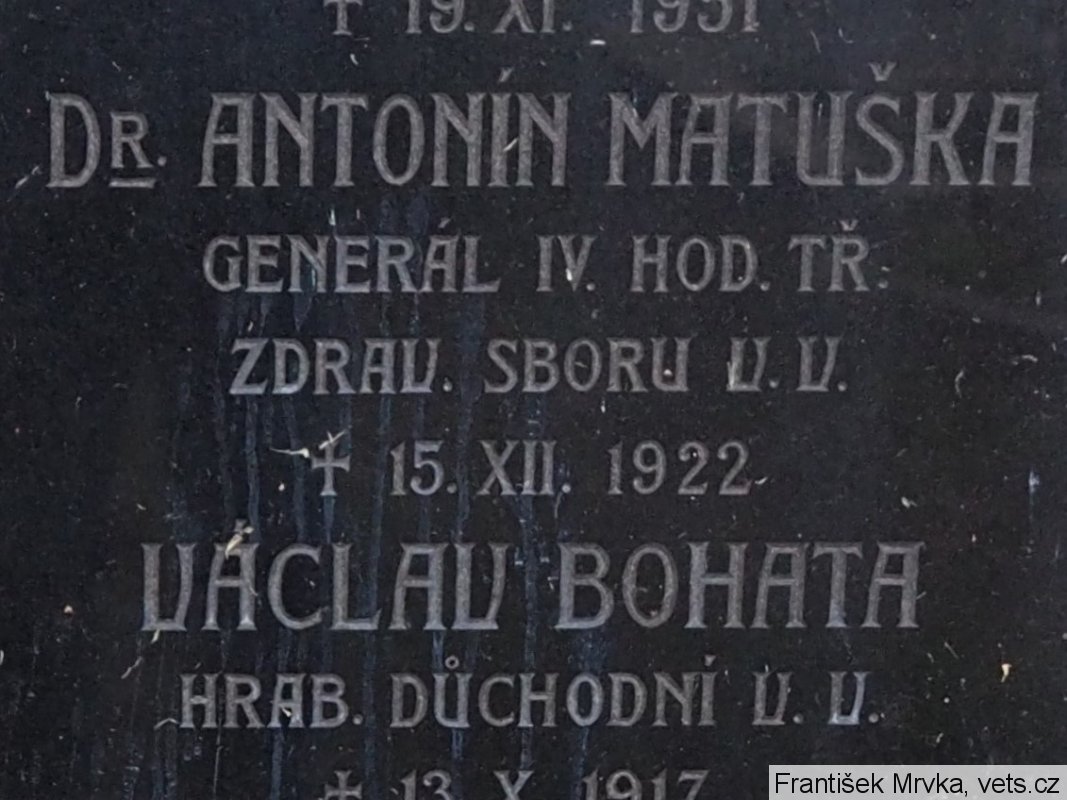 ✝ 19. XI. 1951
DR. ANTONÍN MATUŠKA
GENERÁL IV. HOD. TŘ.
ZDRAV. SBORU V. V.
✝ 15. XII. 1922
VÁCLAV BOHATA
HRAB. DŮCHODNÍ V. V.
✝ 13. X. 1917
František Mrvka, vets.cz